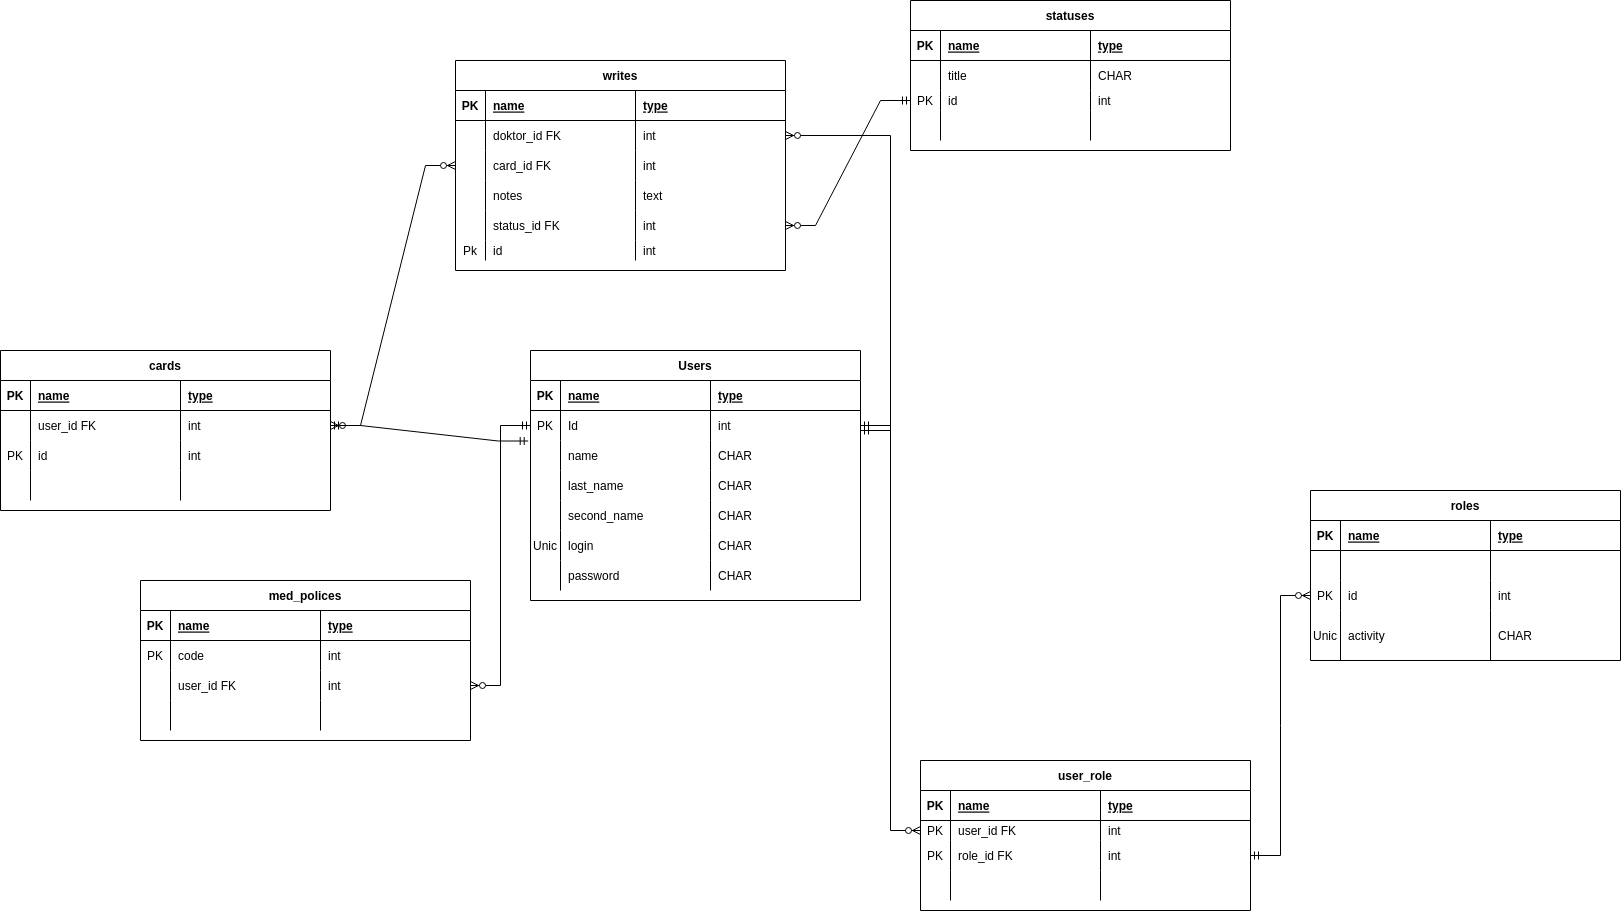 statuses
PK name type
title CHAR
PK id int
writes
PK name type
doktor_id FK int
card_id FK int
notes text
status_id FK int
Pk id int
cards
PK name type
user_id FK int
PK id int
Users
PK name type
PK Id int
name CHAR
last_name CHAR
second_name CHAR
Unic login CHAR
password CHAR
med_polices
PK name type
PK code int
user_id FK int
roles
PK name type
PK id int
Unic activity CHAR
user_role
PK name type
PK user_id FK int
PK role_id FK int